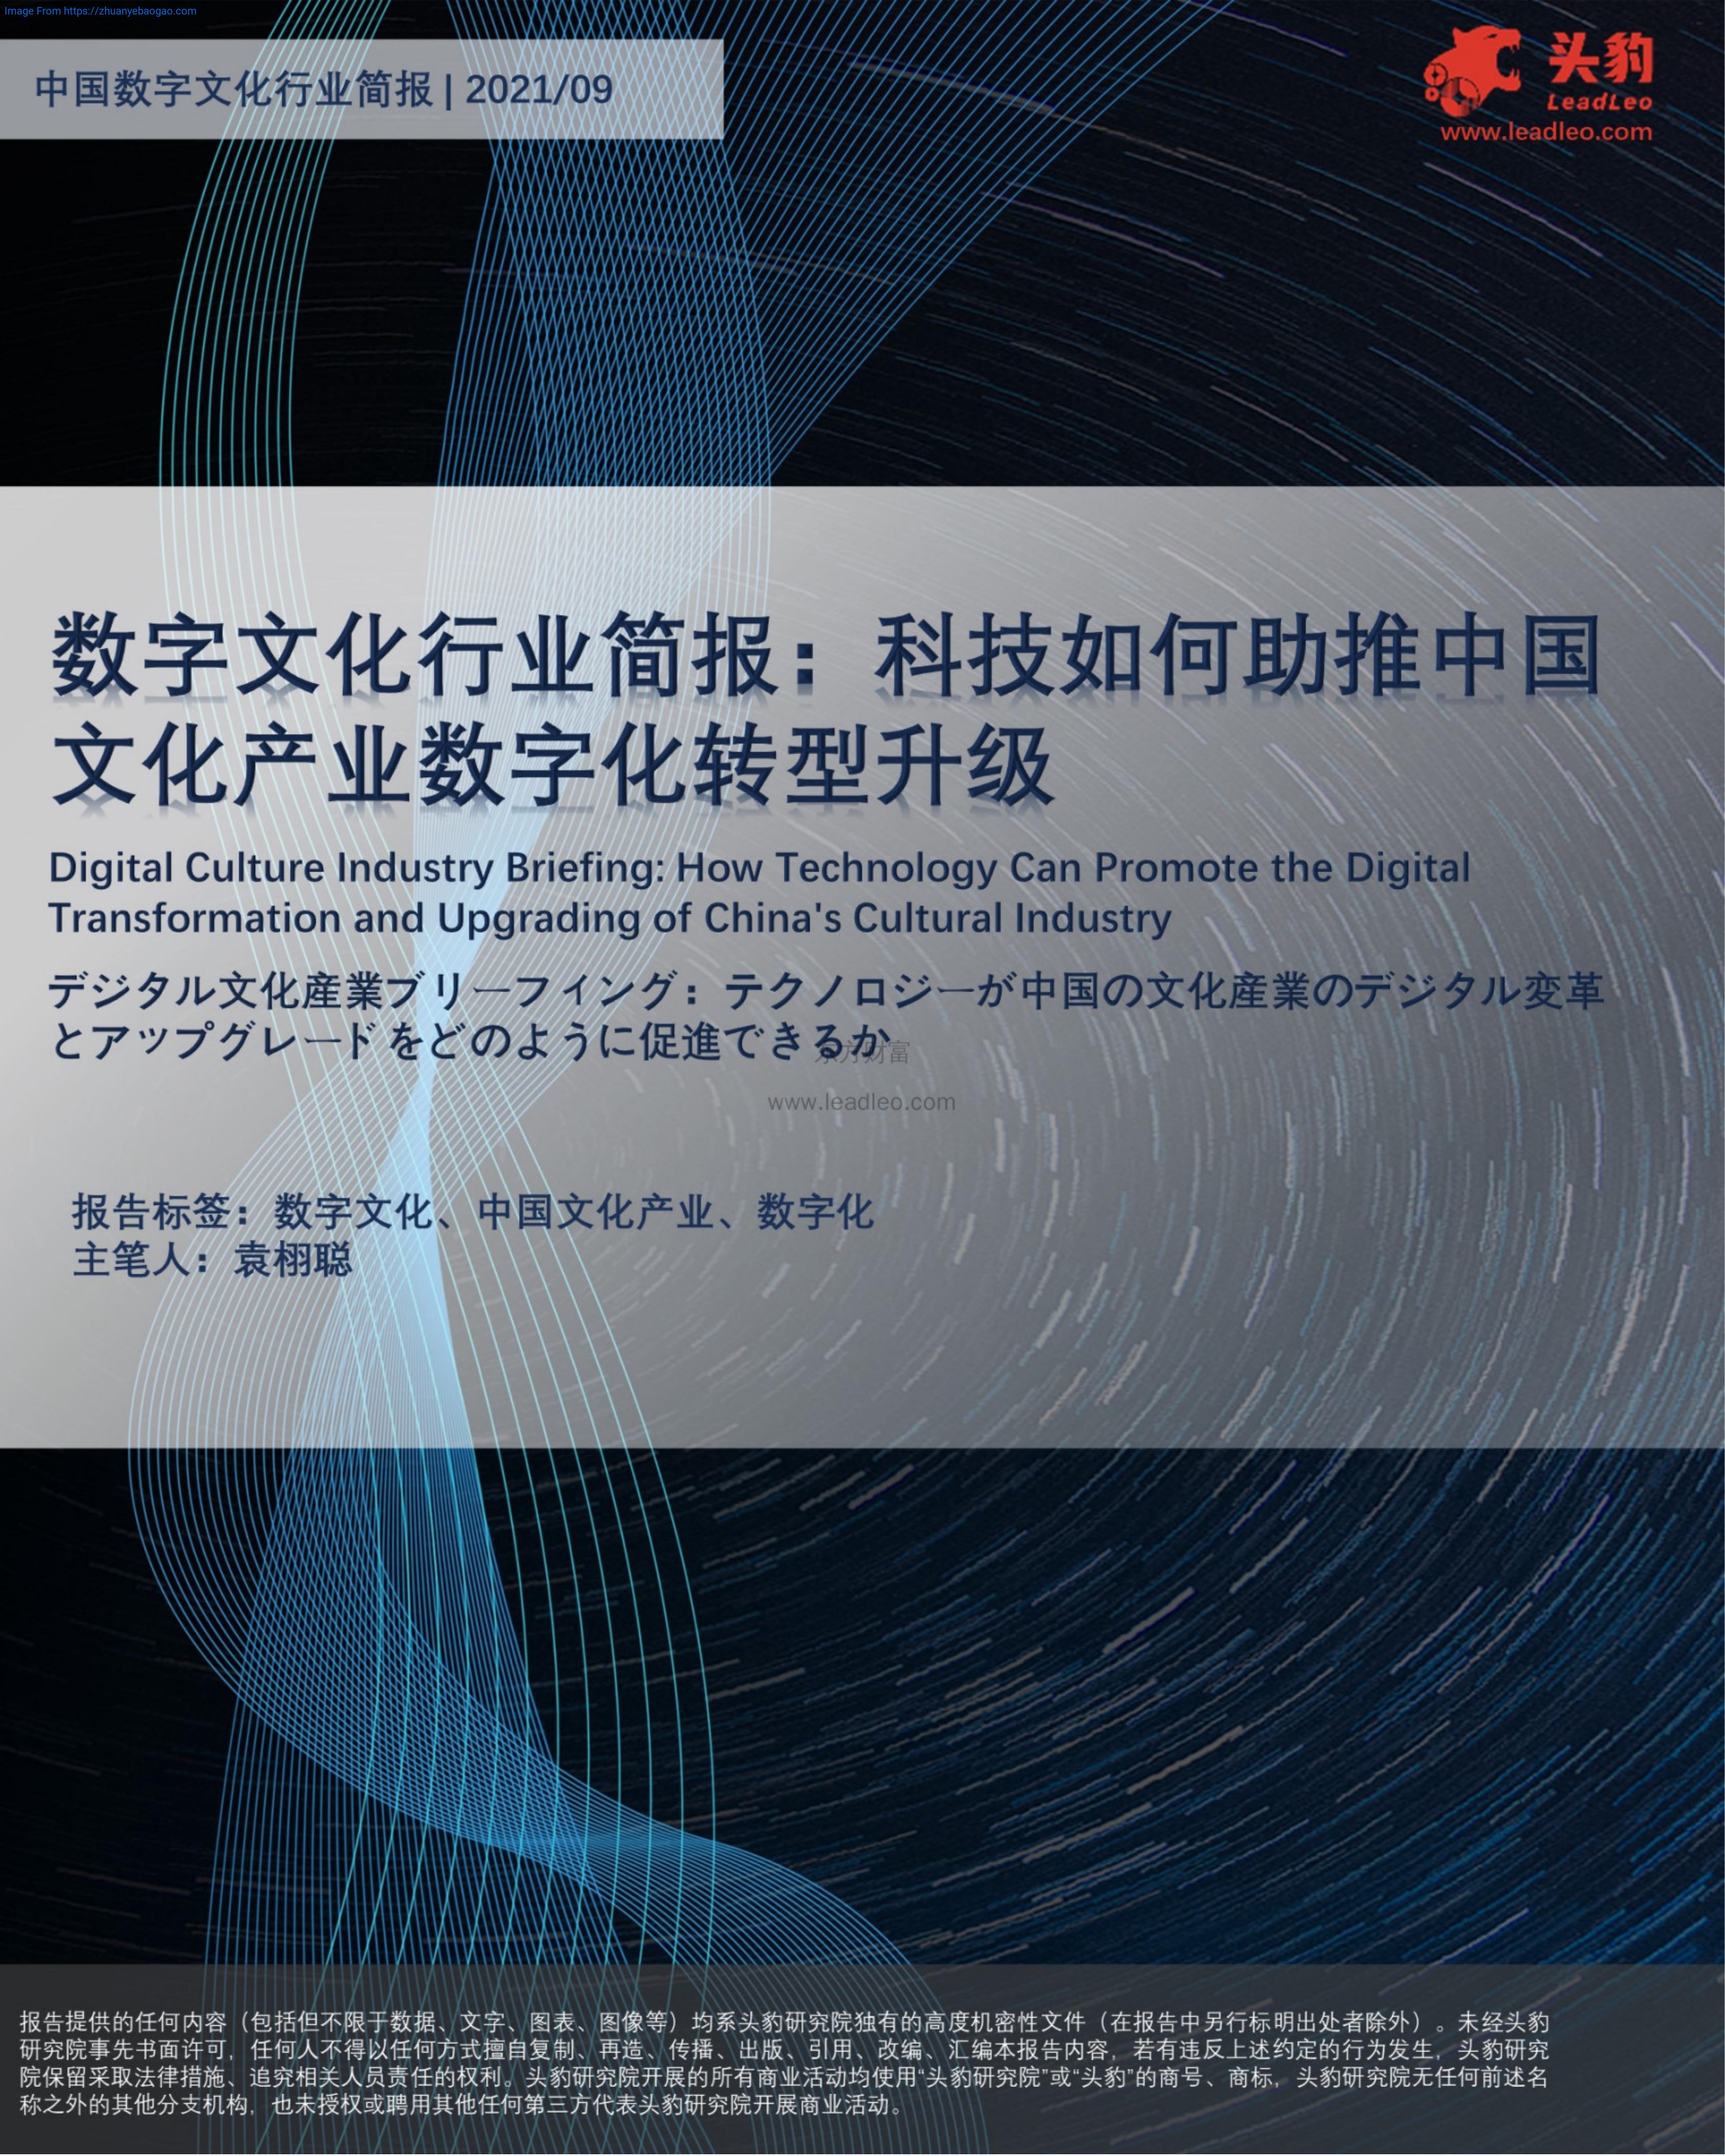 Image From https://zhuanyebaogao.com
中国数字文化行业简报 | 2021/09
头豹
LeadLeo
www.leadleo.com
数字文化行业简报：科技如何助推中国
文化产业数字化转型升级
Digital Culture Industry Briefing: How Technology Can Promote the Digital
Transformation and Upgrading of China's Cultural Industry
デジタル文化産業ブリーフィング：テクノロジーが中国の文化産業のデジタル変革
とアップグレードをどのように促進できるか
东方财富
www.leadleo.com
报告标签：数字文化、中国文化产业、数字化
主笔人：袁栩聪
报告提供的任何内容（包括但不限于数据、文字、图表、图像等）均系头豹研究院独有的高度机密性文件（在报告中另行标明出处者除外）。未经头豹
研究院事先书面许可，任何人不得以任何方式擅自复制、再造、传播、出版、引用、改编、汇编本报告内容，若有违反上述约定的行为发生，头豹研究
院保留采取法律措施、追究相关人员责任的权利。头豹研究院开展的所有商业活动均使用“头豹研究院”或“头豹”的商号、商标，头豹研究院无任何前述名
称之外的其他分支机构，也未授权或聘用其他任何第三方代表头豹研究院开展商业活动。